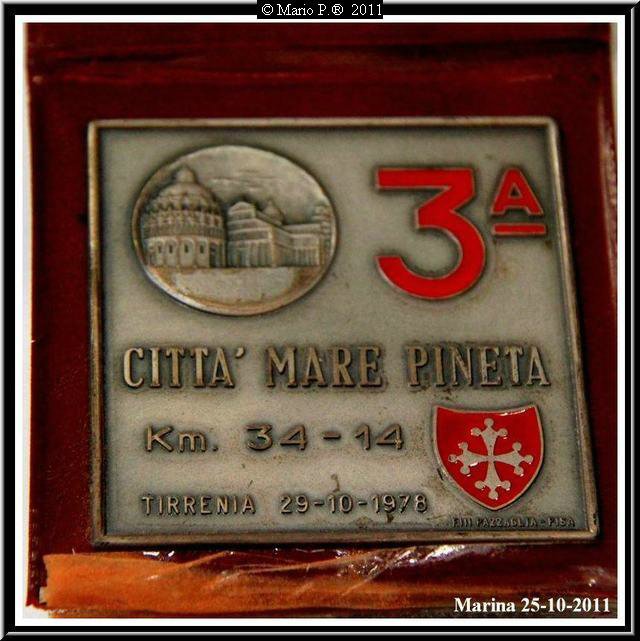 © Mario P.® 2011
3A
CITTA' MARE PINETA
Km. 34-14
TIRRENIA 29-10-1978
F.lli PAZZAGLIA-PISA
Marina 25-10-2011